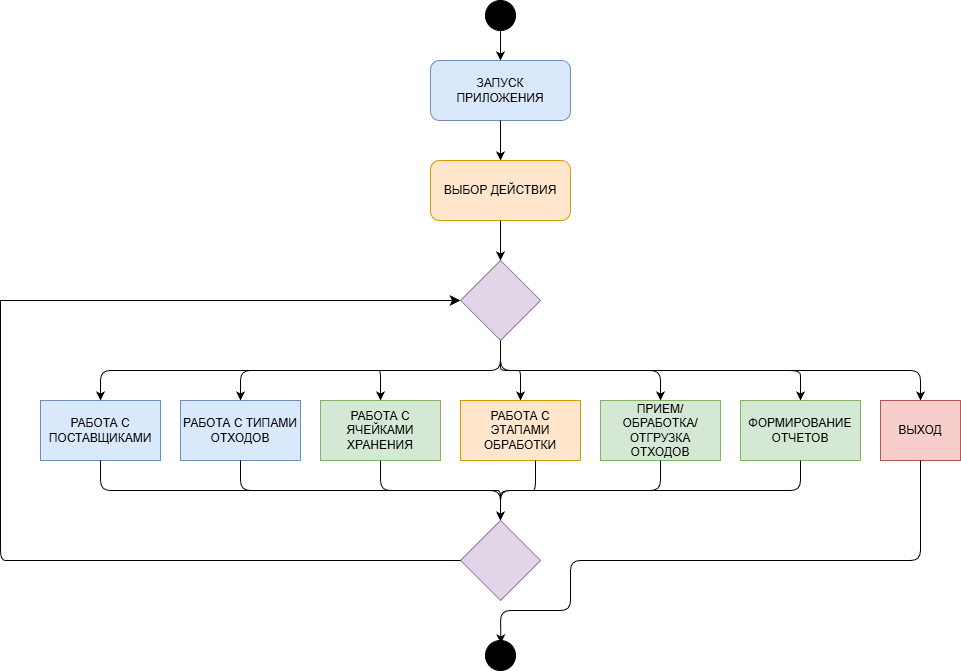 ЗАПУСК
ПРИЛОЖЕНИЯ
ВЫБОР ДЕЙСТВИЯ
РАБОТА С
ПОСТАВЩИКАМИ
РАБОТА С ТИПАМИ
ОТХОДОВ
РАБОТА С
ЯЧЕЙКАМИ
ХРАНЕНИЯ
РАБОТА С
ЭТАПАМИ
ОБРАБОТКИ
ПРИЕМ/
ОБРАБОТКА/
ОТГРУЗКА
ОТХОДОВ
ФОРМИРОВАНИЕ
ОТЧЕТОВ
ВЫХОД